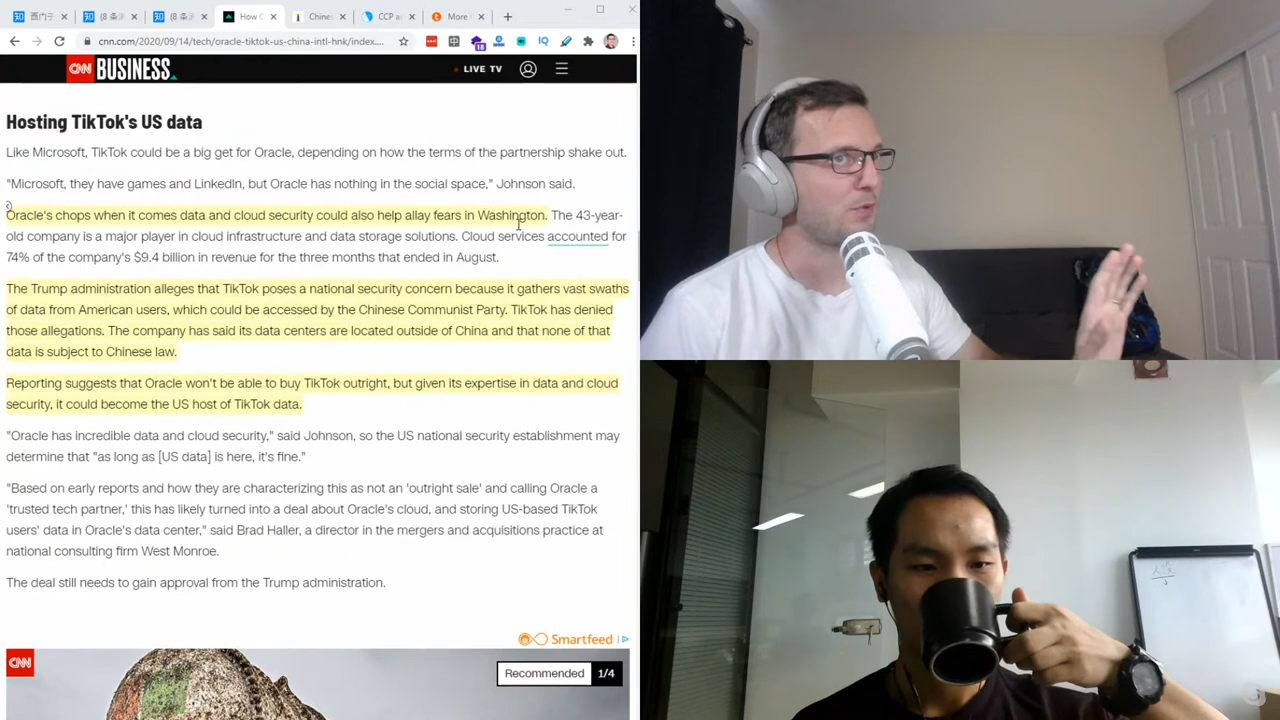 西门子
(8 条消
(8 条消
How C
Chines
CCP a
More I
cnn.com/2020/09/14/tech/oracle-tiktok-us-china-intl-hnk/index....
18
IQ
CNN BUSINESS
LIVE TV
Hosting TikTok's US data
Like Microsoft, TikTok could be a big get for Oracle, depending on how the terms of the partnership shake out.
"Microsoft, they have games and LinkedIn, but Oracle has nothing in the social space," Johnson said.
Oracle's chops when it comes data and cloud security could also help allay fears in Washington. The 43-year-
old company is a major player in cloud infrastructure and data storage solutions. Cloud services accounted for
74% of the company's $9.4 billion in revenue for the three months that ended in August.
The Trump administration alleges that TikTok poses a national security concern because it gathers vast swaths
of data from American users, which could be accessed by the Chinese Communist Party. TikTok has denied
those allegations. The company has said its data centers are located outside of China and that none of that
data is subject to Chinese law.
Reporting suggests that Oracle won't be able to buy TikTok outright, but given its expertise in data and cloud
security, it could become the US host of TikTok data.
"Oracle has incredible data and cloud security," said Johnson, so the US national security establishment may
determine that "as long as [US data] is here, it's fine."
"Based on early reports and how they are characterizing this as not an 'outright sale' and calling Oracle a
'trusted tech partner,' this has likely turned into a deal about Oracle's cloud, and storing US-based TikTok
users' data in Oracle's data center," said Brad Haller, a director in the mergers and acquisitions practice at
national consulting firm West Monroe.
The deal still needs to gain approval from the Trump administration.
Smartfeed
CNN
Recommended 1/4